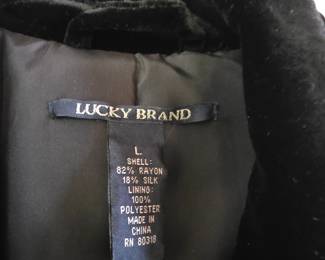 LUCKY BRAND
L
SHELL:
82% RAYON
18% SILK
LINING:
100%
POLYESTER
MADE IN
CHINA
RN 80318